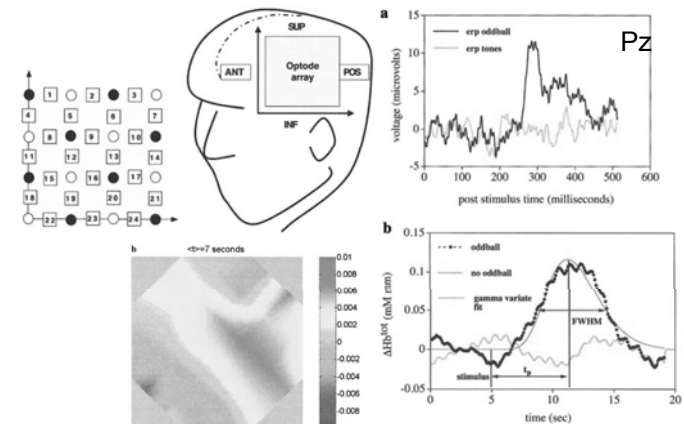 SUP
ANT
Optode
array
POS
INF
1 2 3
4 5 6 7
8 9 10
11 12 13 14
15 16 17
18 19 20 21
22 23 24
a
erp oddball
erp tones
Pz
voltage (microvolts)
15
10
5
0
-5
0 100 200 300 400 500 600
post stimulus time (milliseconds)
b
<t>=7 seconds
0.01
0.008
0.006
0.004
0.002
0
-0.002
-0.004
-0.006
-0.008
b
oddball
no oddball
gamma variate
fit
FWHM
stimulus
tp
ΔHbtot (mM mm)
0.15
0.1
0.05
0
-0.05
0 5 10 15 20
time (sec)